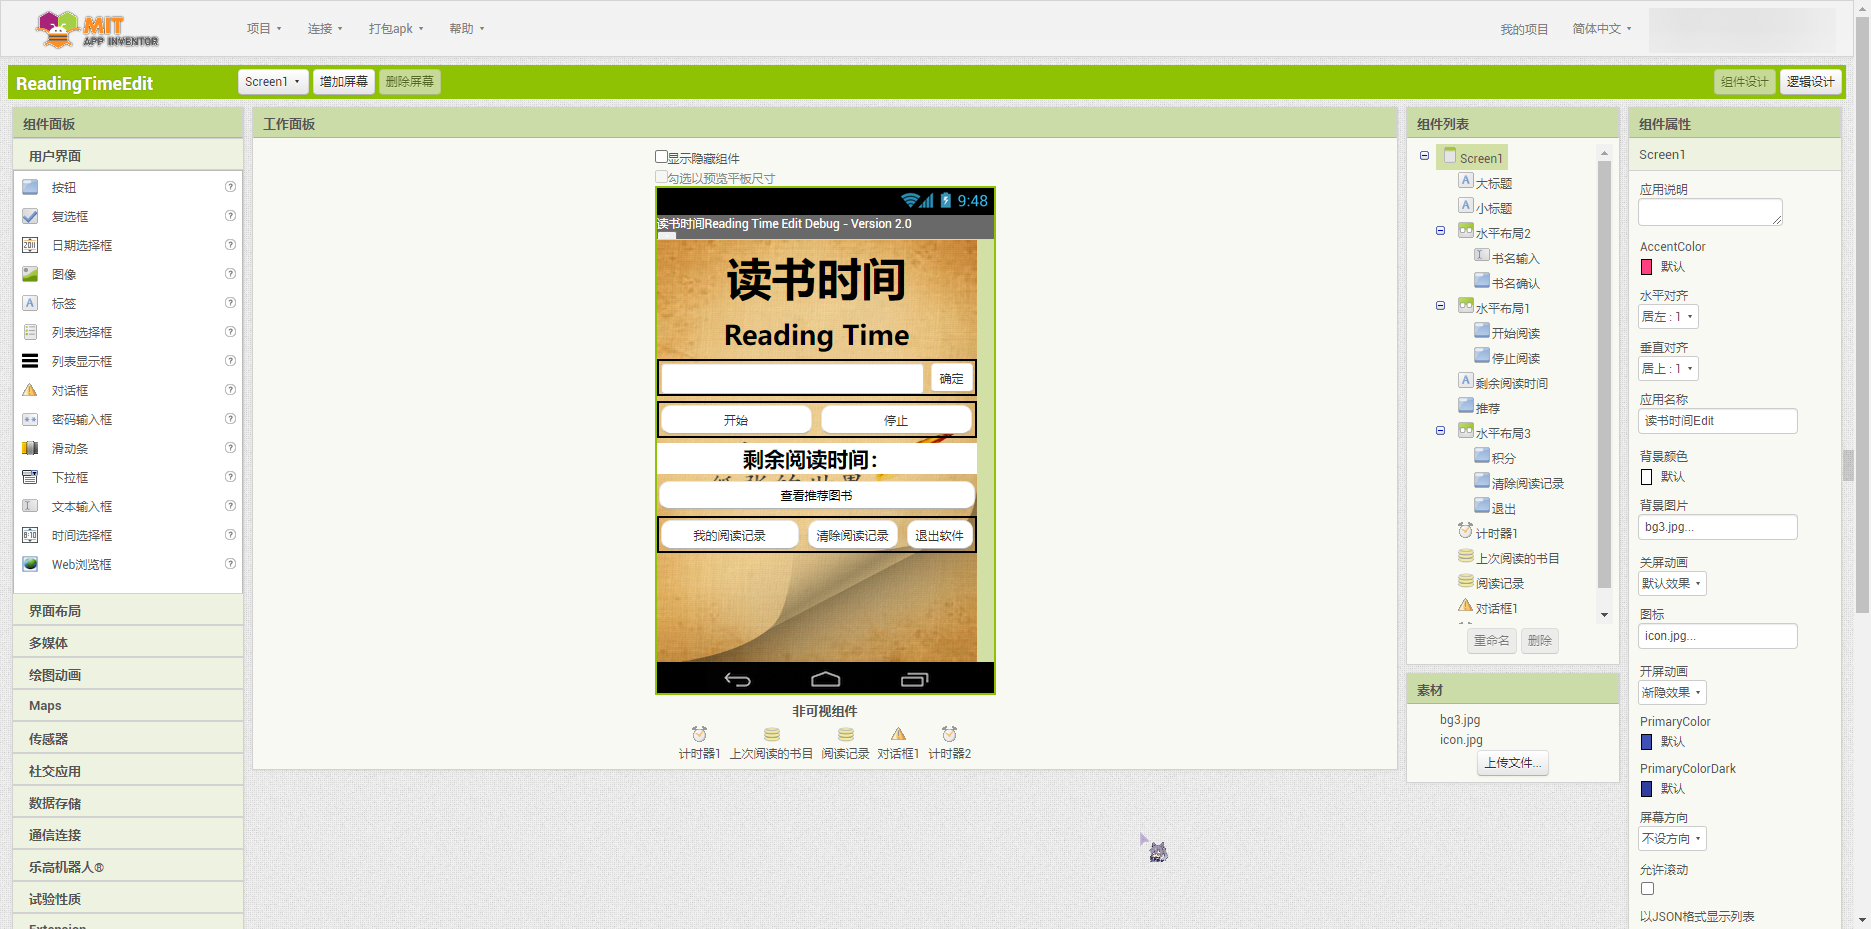 MIT
APP INVENTOR
项目
连接
打包apk
帮助
我的项目
简体中文
ReadingTimeEdit
Screen1
增加屏幕
删除屏幕
组件设计
逻辑设计
组件面板
用户界面
按钮
复选框
日期选择框
图像
标签
列表选择框
列表显示框
对话框
密码输入框
滑动条
下拉框
文本输入框
时间选择框
Web浏览框
界面布局
多媒体
绘图动画
Maps
传感器
社交应用
数据存储
通信连接
乐高机器人®
试验性质
Extension
工作面板
显示隐藏组件
勾选以预览平板尺寸
9:48
读书时间Reading Time Edit Debug - Version 2.0
读书时间
Reading Time
确定
开始
停止
剩余阅读时间：
查看推荐图书
我的阅读记录
清除阅读记录
退出软件
非可视组件
计时器1
上次阅读的书目
阅读记录
对话框1
计时器2
组件列表
Screen1
大标题
小标题
水平布局2
书名输入
书名确认
水平布局1
开始阅读
停止阅读
剩余阅读时间
推荐
水平布局3
积分
清除阅读记录
退出
计时器1
上次阅读的书目
阅读记录
对话框1
重命名
删除
素材
bg3.jpg
icon.jpg
上传文件...
组件属性
Screen1
应用说明
AccentColor
默认
水平对齐
居左 : 1
垂直对齐
居上 : 1
应用名称
读书时间Edit
背景颜色
默认
背景图片
bg3.jpg...
关屏动画
默认效果
图标
icon.jpg...
开屏动画
渐隐效果
PrimaryColor
默认
PrimaryColorDark
默认
屏幕方向
不设方向
允许滚动
以JSON格式显示列表